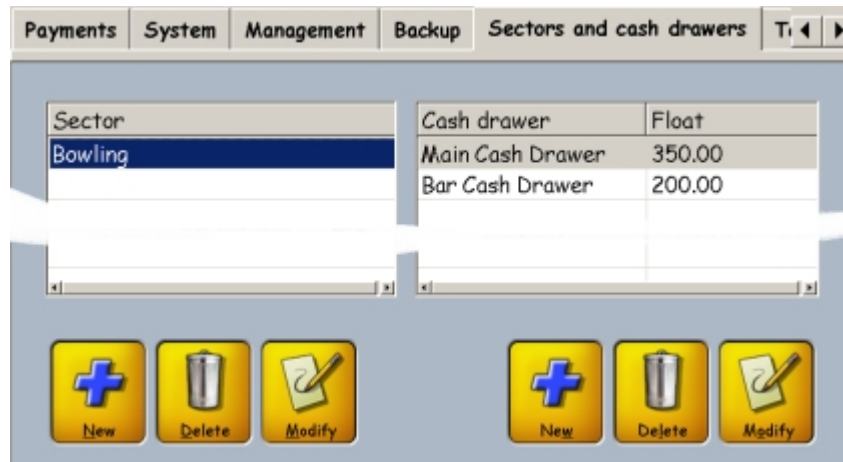 Payments System Management Backup Sectors and cash drawers
Sector
Bowling
Cash drawer Float
Main Cash Drawer 350.00
Bar Cash Drawer 200.00
New Delete Modify
New Delete Modify